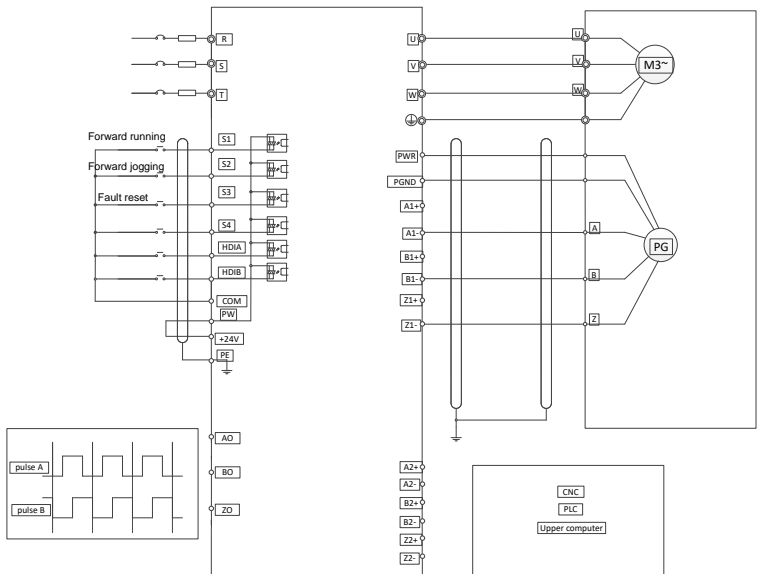 R
S
T
Forward running
S1
Forward jogging
S2
Fault reset
S3
S4
HDIA
HDIB
COM
PW
+24V
PE
U
V
W
PWR
PGND
A1+
A1-
B1+
B1-
Z1+
Z1-
U
V
W
M3~
A
B
Z
PG
pulse A
pulse B
AO
BO
ZO
A2+
A2-
B2+
B2-
Z2+
Z2-
CNC
PLC
Upper computer